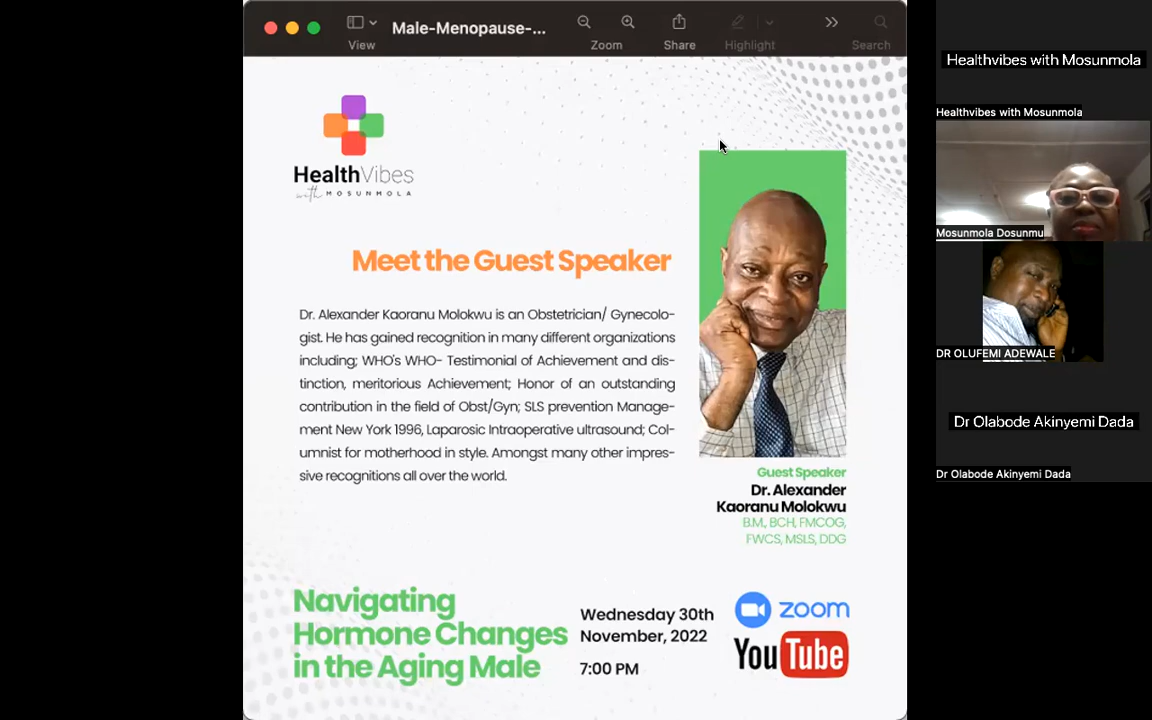 Male-Menopause-...
View
Zoom
Share
Highlight
Search
HealthVibes
with MOSUNMOLA
Meet the Guest Speaker
Dr. Alexander Kaoranu Molokwu is an Obstetrician/ Gynecolo-
gist. He has gained recognition in many different organizations
including; WHO's WHO- Testimonial of Achievement and dis-
tinction, meritorious Achievement; Honor of an outstanding
contribution in the field of Obst/Gyn; SLS prevention Manage-
ment New York 1996, Laparosic Intraoperative ultrasound; Col-
umnist for motherhood in style. Amongst many other impres-
sive recognitions all over the world.
Guest Speaker
Dr. Alexander
Kaoranu Molokwu
B.M., BCH, FMCOG,
FWCS, MSLS, DDG
Navigating
Hormone Changes
in the Aging Male
Wednesday 30th
November, 2022
7:00 PM
zoom
YouTube
Healthvibes with Mosunmola
Healthvibes with Mosunmola
Mosunmola Dosunmu
DR OLUFEMI ADEWALE
Dr Olabode Akinyemi Dada
Dr Olabode Akinyemi Dada